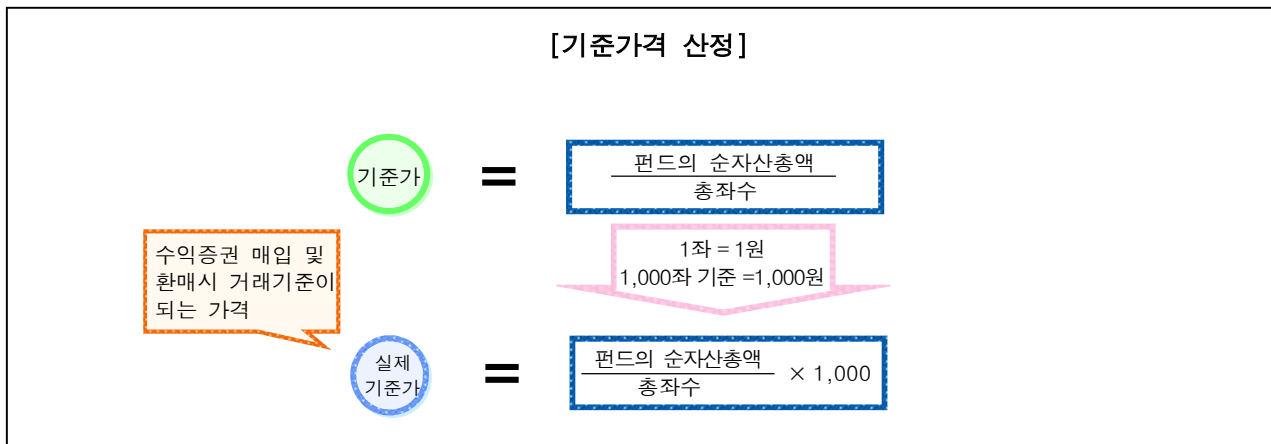 [기준가격 산정]
기준가
=
펀드의 순자산총액
총좌수
수익증권 매입 및
환매시 거래기준이
되는 가격
1좌 = 1원
1,000좌 기준 =1,000원
실제
기준가
=
펀드의 순자산총액
총좌수
× 1,000